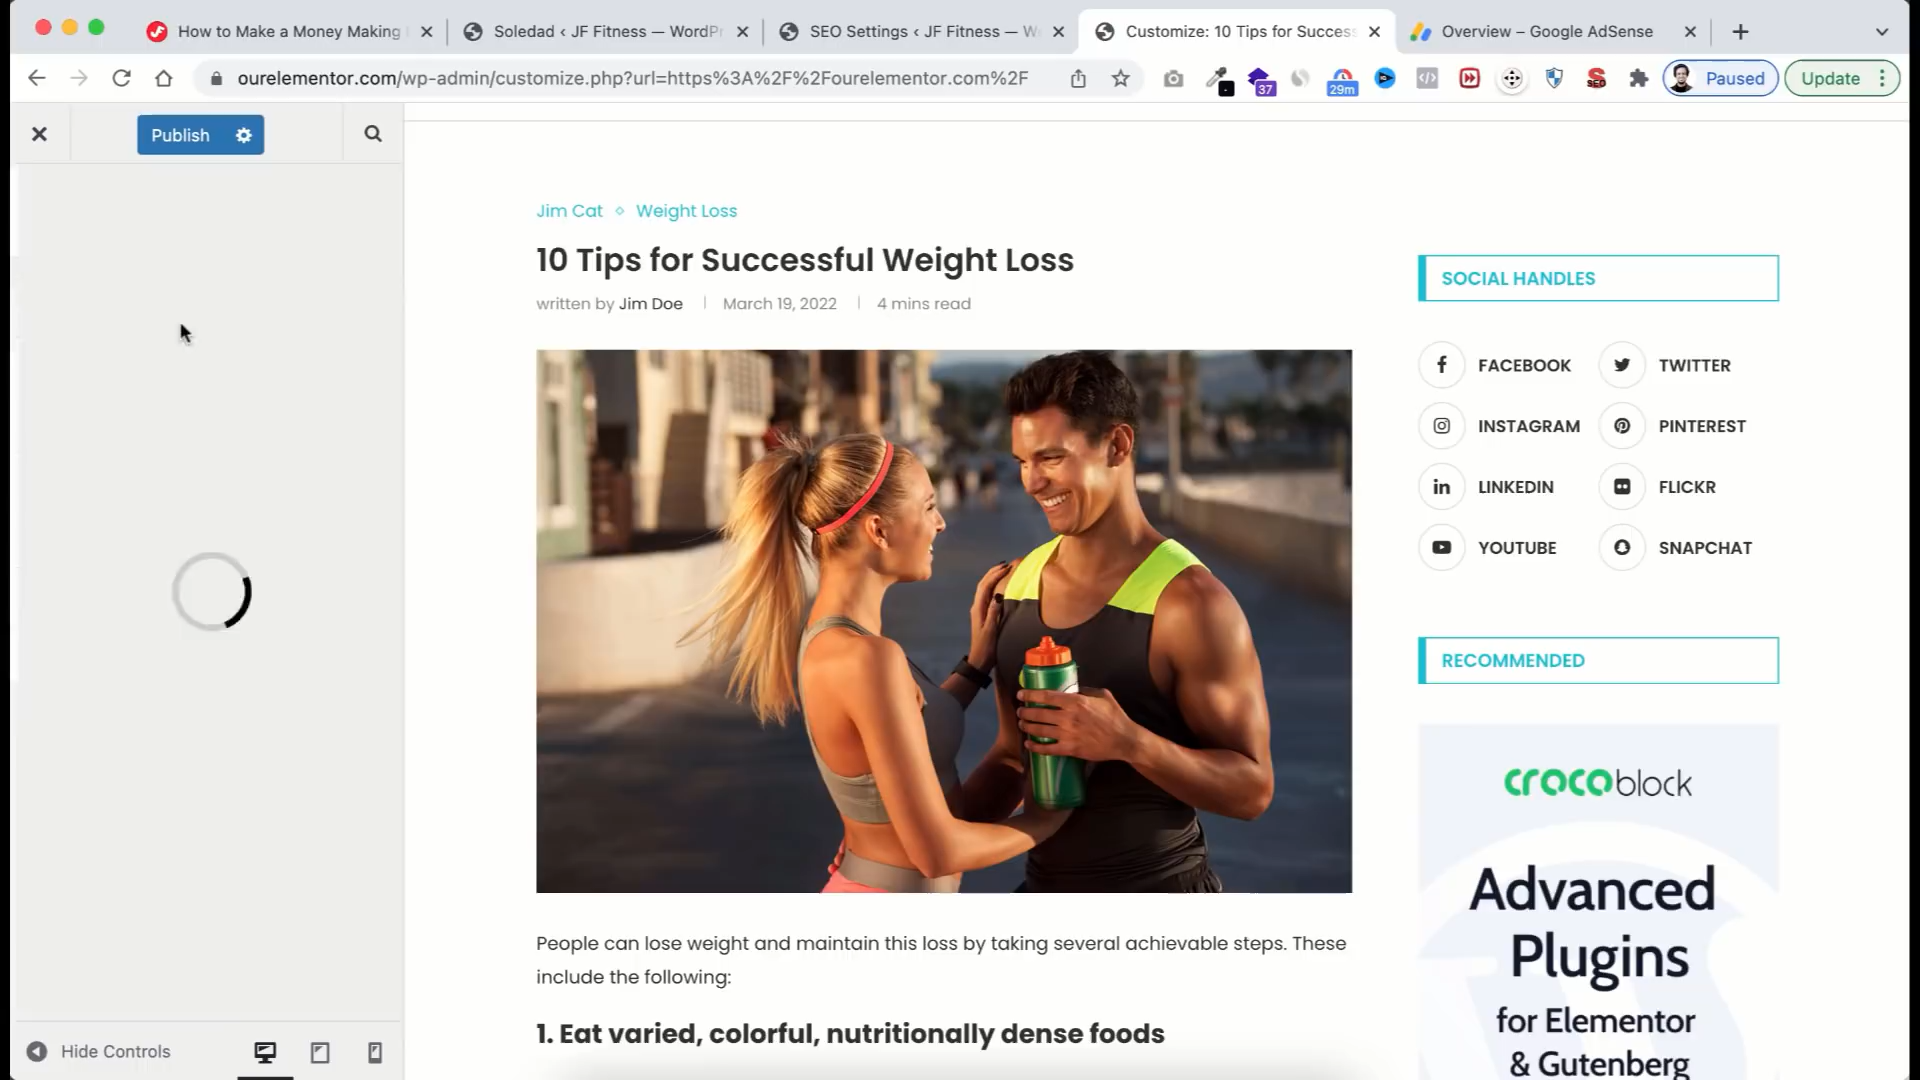 How to Make a Money Making
Soledad ‹ JF Fitness — WordPr
SEO Settings ‹ JF Fitness — W
Customize: 10 Tips for Success
Overview – Google AdSense
ourelementor.com/wp-admin/customize.php?url=https%3A%2F%2Fourelementor.com%2F
37
29m
SEO
Paused
Update
Publish
Jim Cat ◇ Weight Loss
10 Tips for Successful Weight Loss
written by Jim Doe | March 19, 2022 | 4 mins read
SOCIAL HANDLES
FACEBOOK
TWITTER
INSTAGRAM
PINTEREST
LINKEDIN
FLICKR
YOUTUBE
SNAPCHAT
RECOMMENDED
crocoblock
Advanced
Plugins
for Elementor
& Gutenberg
People can lose weight and maintain this loss by taking several achievable steps. These
include the following:
1. Eat varied, colorful, nutritionally dense foods
Hide Controls